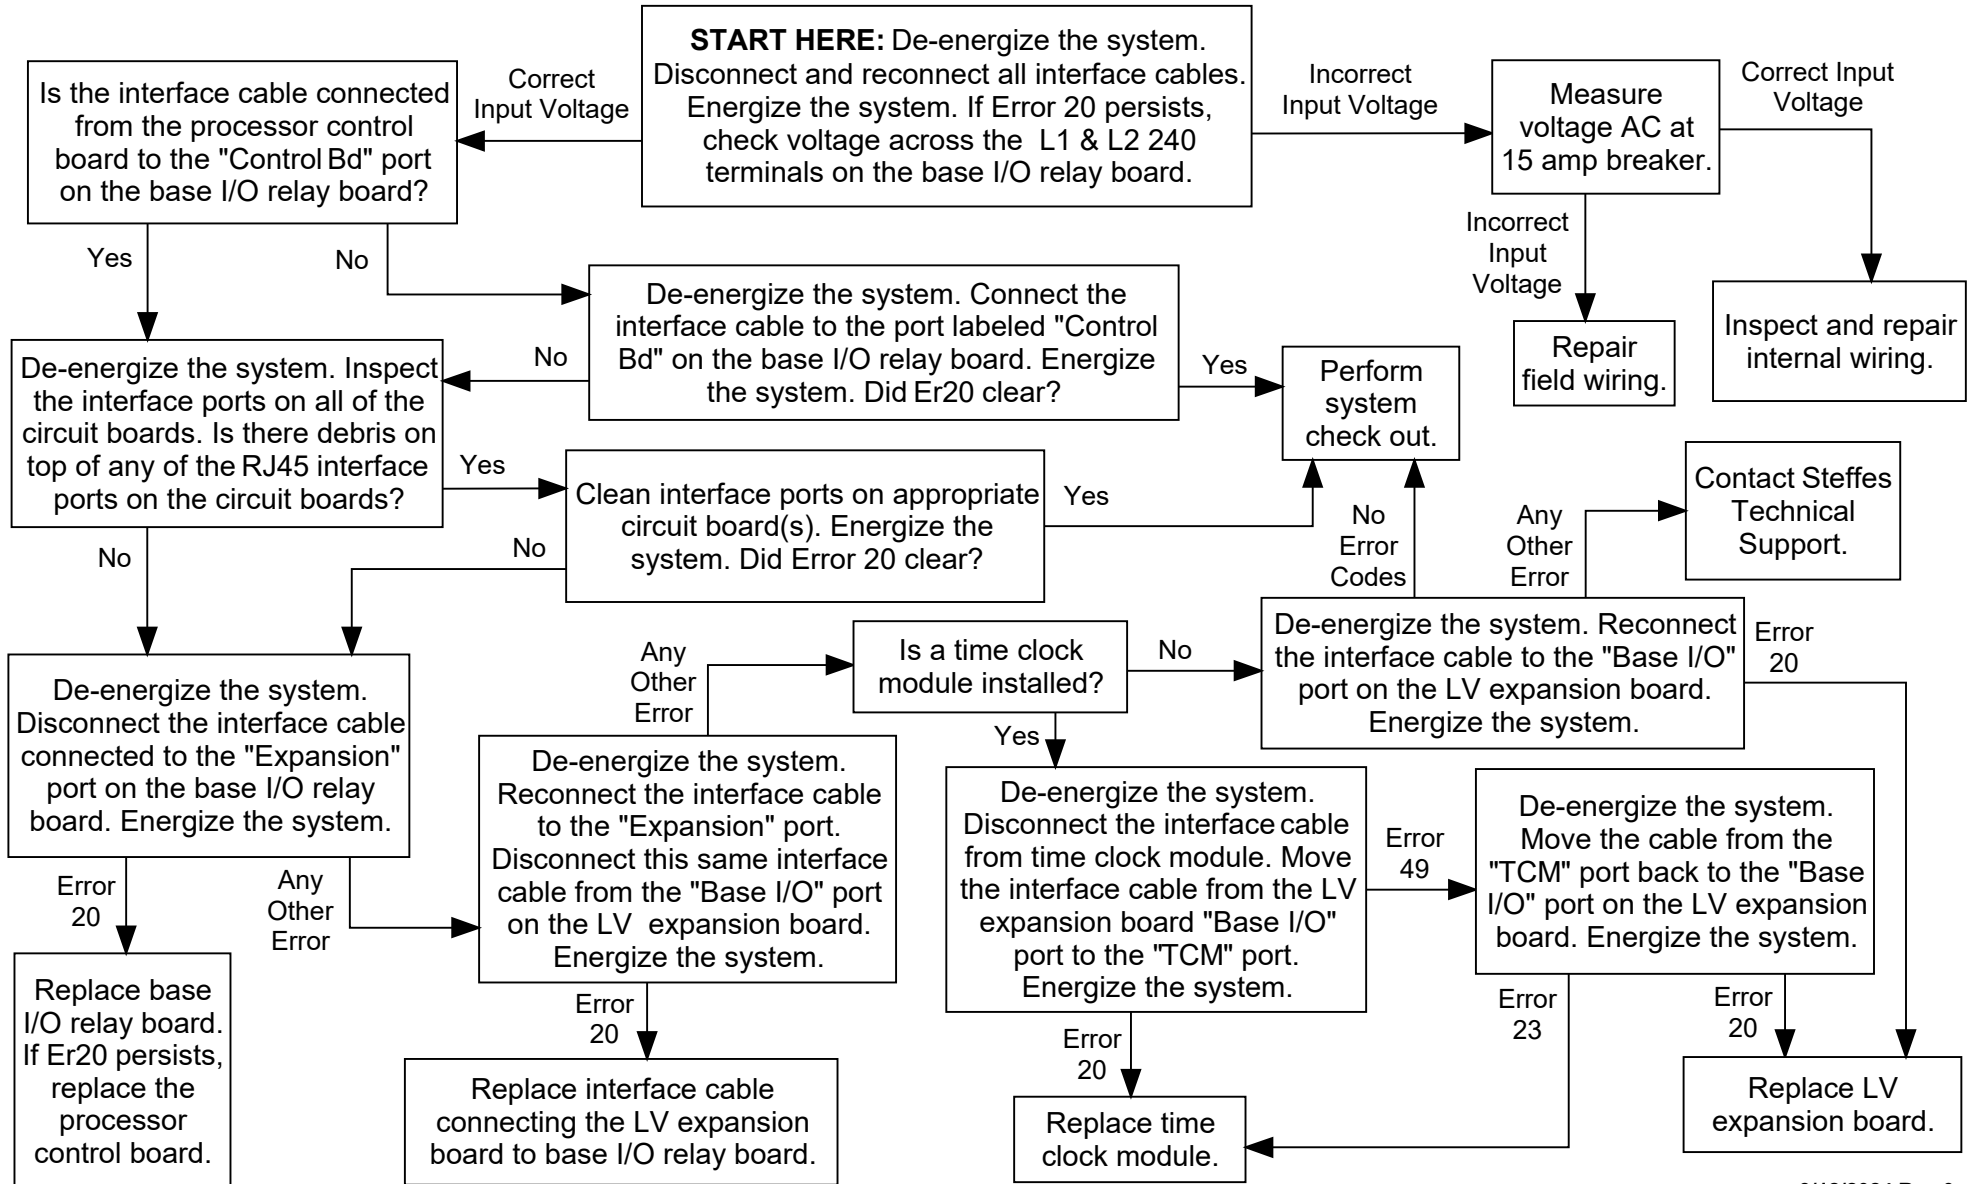 START HERE: De-energize the system.
Disconnect and reconnect all interface cables.
Energize the system. If Error 20 persists,
check voltage across the L1 & L2 240
terminals on the base I/O relay board.
Correct
Input Voltage
Incorrect
Input Voltage
Is the interface cable connected
from the processor control
board to the "Control Bd" port
on the base I/O relay board?
Measure
voltage AC at
15 amp breaker.
Correct Input
Voltage
Incorrect
Input
Voltage
Repair
field wiring.
Inspect and repair
internal wiring.
Yes
No
De-energize the system. Connect the
interface cable to the port labeled "Control
Bd" on the base I/O relay board. Energize
the system. Did Er20 clear?
No
Yes
Perform
system
check out.
De-energize the system. Inspect
the interface ports on all of the
circuit boards. Is there debris on
top of any of the RJ45 interface
ports on the circuit boards?
Yes
No
Clean interface ports on appropriate
circuit board(s). Energize the
system. Did Error 20 clear?
Yes
No
No
Error
Codes
Any
Other
Error
Contact Steffes
Technical
Support.
De-energize the system.
Disconnect the interface cable
connected to the "Expansion"
port on the base I/O relay
board. Energize the system.
Error
20
Any
Other
Error
Replace base
I/O relay board.
If Er20 persists,
replace the
processor
control board.
De-energize the system.
Reconnect the interface cable
to the "Expansion" port.
Disconnect this same interface
cable from the "Base I/O" port
on the LV expansion board.
Energize the system.
Any
Other
Error
Error
20
Replace interface cable
connecting the LV expansion
board to base I/O relay board.
Is a time clock
module installed?
No
Yes
De-energize the system. Reconnect
the interface cable to the "Base I/O"
port on the LV expansion board.
Energize the system.
Error
20
De-energize the system.
Disconnect the interface cable
from time clock module. Move
the interface cable from the LV
expansion board "Base I/O"
port to the "TCM" port.
Energize the system.
Error
49
Error
20
De-energize the system.
Move the cable from the
"TCM" port back to the "Base
I/O" port on the LV expansion
board. Energize the system.
Error
23
Error
20
Replace time
clock module.
Replace LV
expansion board.